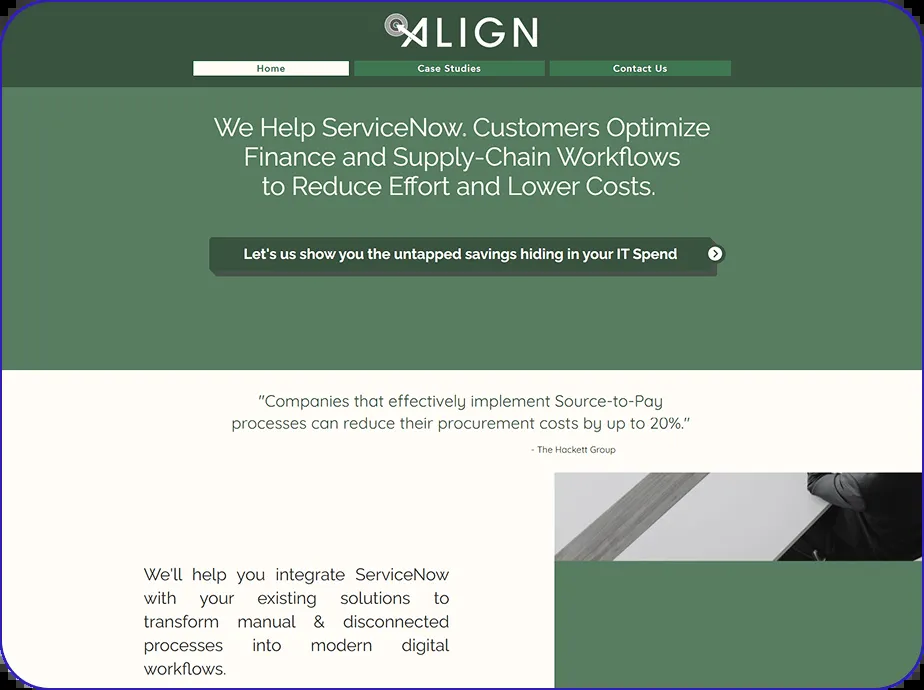 ALIGN
Home
Case Studies
Contact Us
We Help ServiceNow. Customers Optimize
Finance and Supply-Chain Workflows
to Reduce Effort and Lower Costs.
Let's us show you the untapped savings hiding in your IT Spend
"Companies that effectively implement Source-to-Pay
processes can reduce their procurement costs by up to 20%."
- The Hackett Group
We'll help you integrate ServiceNow
with your existing solutions to
transform manual & disconnected
processes into modern digital
workflows.